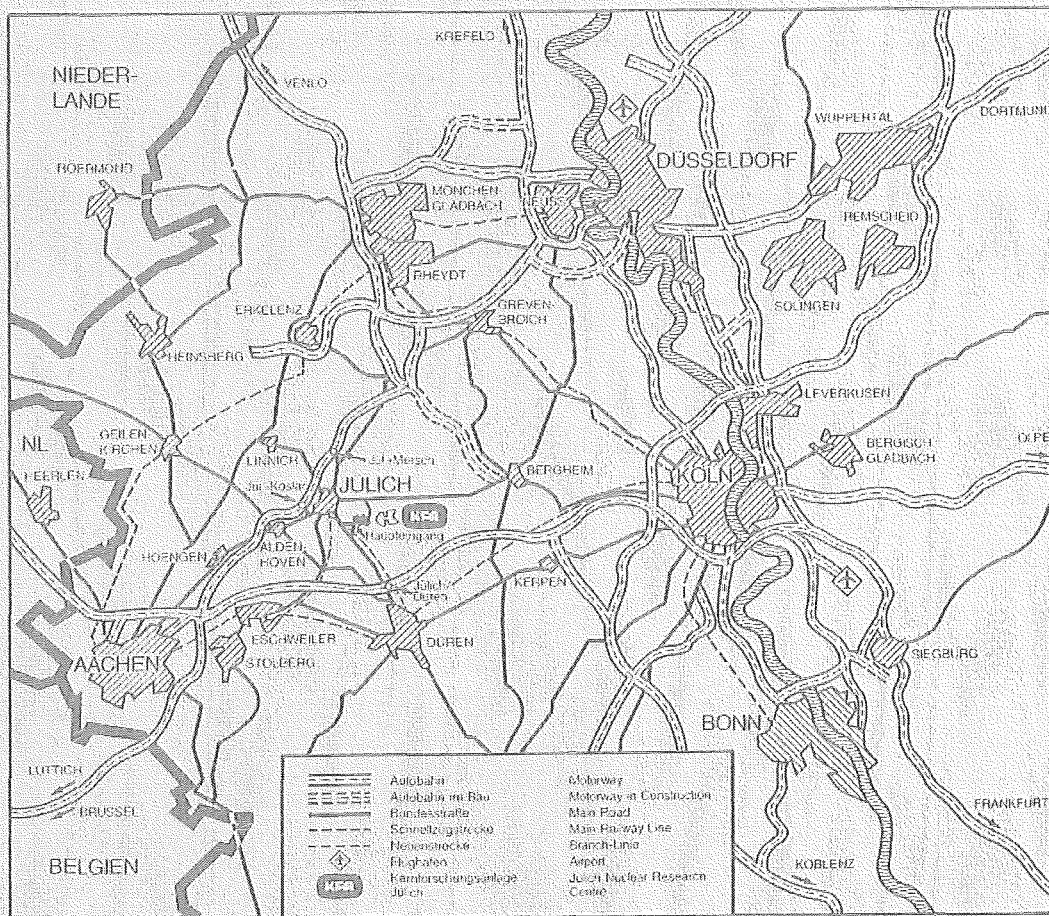 KREFELD
NIEDER-
LANDE
VENLO
DORTMUND
WUPPERTAL
DÜSSELDORF
ROERMOND
MÖNCHEN-
GLADBACH
NEUSS
REMSCHEID
RHEYDT
SOLINGEN
ERKELENZ
GREVEN-
BROICH
HEINSBERG
LEVERKUSEN
NL
GEILEN-
KIRCHEN
BERGISCH
GLADBACH
OLPE
HEERLEN
LINNICH
Jül.-Mersch
BERGHEIM
KÖLN
Jül.-Koslar
JÜLICH
KFA
Haupteingang
HOENGEN
ALDEN-
HOVEN
KERPEN
Jülich/
Düren
ESCHWEILER
DÜREN
AACHEN
STOLBERG
SIEGBURG
BONN
LÜTTICH
BRÜSSEL
FRANKFURT
BELGIEN
KOBLENZ
Autobahn Motorway
Autobahn im Bau Motorway in Construction
Bundesstraße Main Road
Schnellzugstrecke Main Railway Line
Nebenstrecke Branch-Line
Flughafen Airport
KFA Kernforschungsanlage Jülich Nuclear Research
Jülich Centre